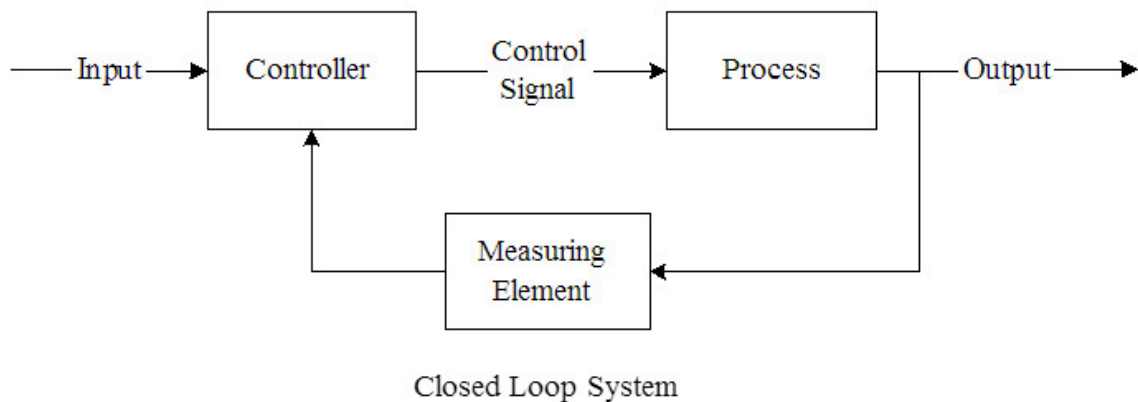 Input
Controller
Control
Signal
Process
Output
Measuring
Element
Closed Loop System